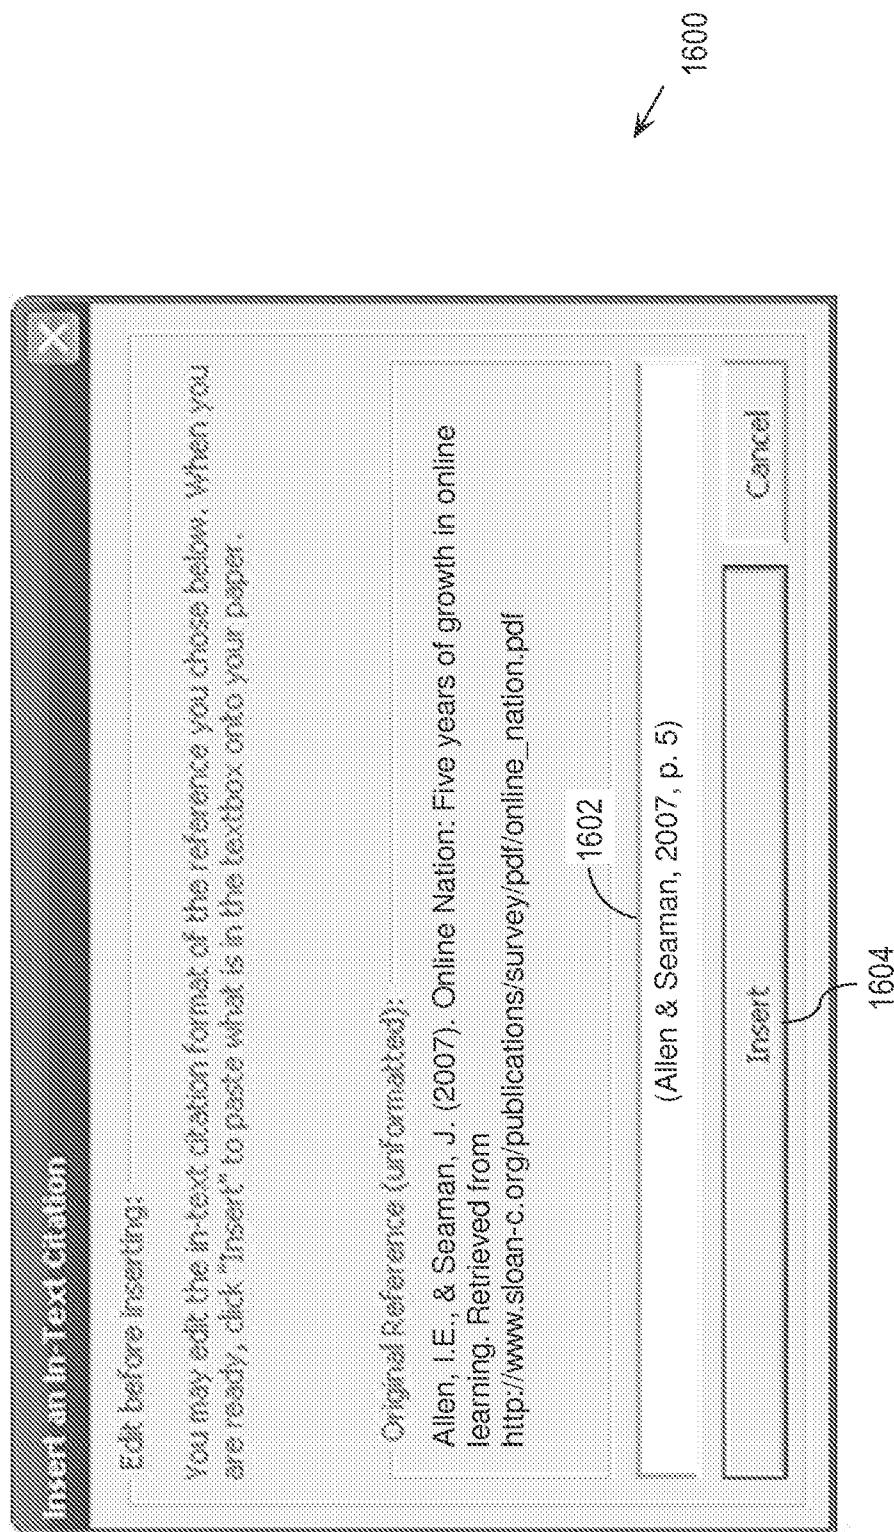 Insert an In-Text Citation
Edit before inserting:
You may edit the in-text citation format of the reference you chose below. When you
are ready, click "Insert" to paste what is in the textbox onto your paper.
Original Reference (unformatted):
Allen, I.E., & Seaman, J. (2007). Online Nation: Five years of growth in online
learning. Retrieved from
http://www.sloan-c.org/publications/survey/pdf/online_nation.pdf
1602
(Allen & Seaman, 2007, p. 5)
Insert
Cancel
1604
1600